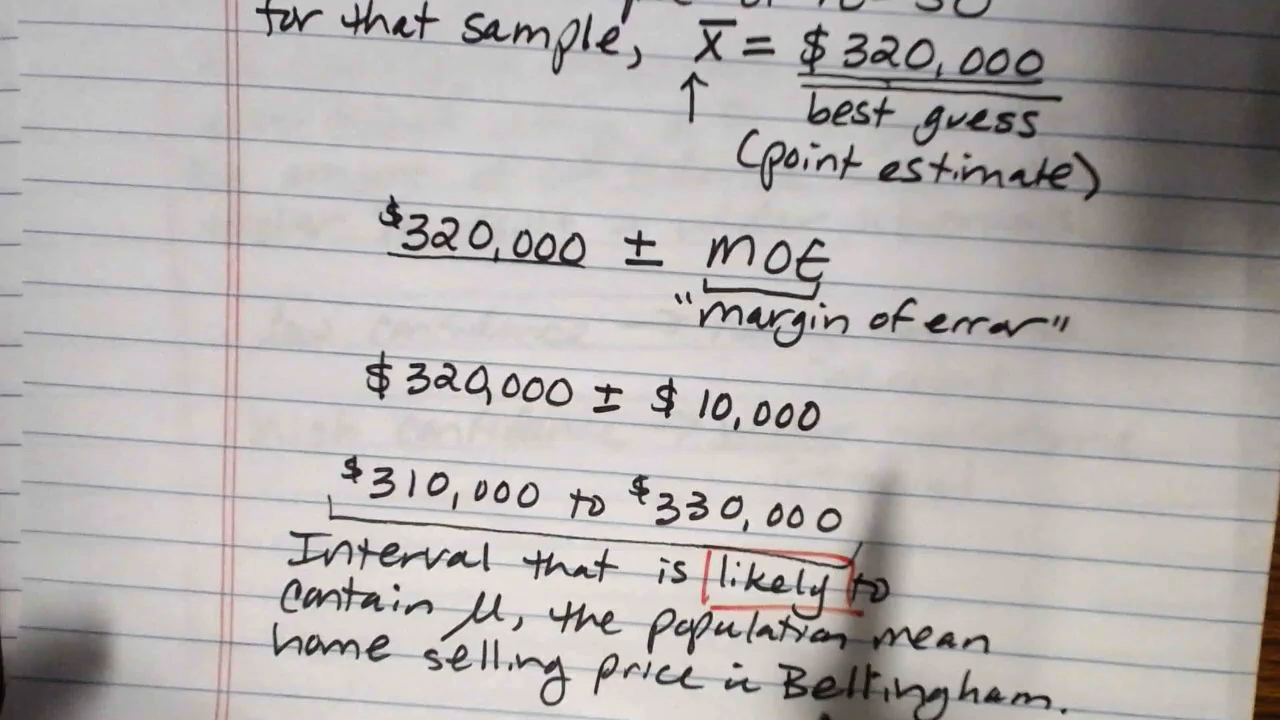 for that sample, x̄ = $320,000
↑ best guess
(point estimate)
$320,000 ± MOE
"margin of error"
$320,000 ± $10,000
$310,000 to $330,000
Interval that is likely to
contain μ, the population mean
home selling price in Bellingham.